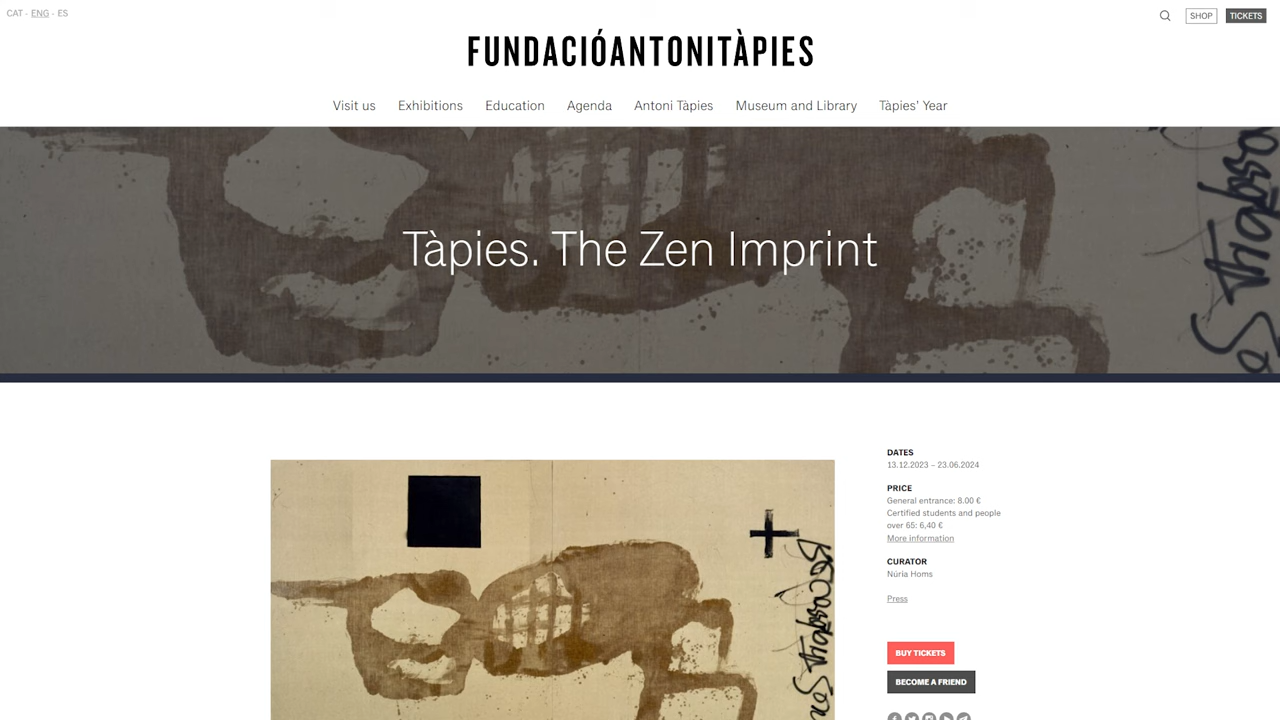 CAT · ENG · ES
SHOP
TICKETS
FUNDACIÓANTONITÀPIES
Visit us
Exhibitions
Education
Agenda
Antoni Tàpies
Museum and Library
Tàpies' Year
Tàpies. The Zen Imprint
DATES
13.12.2023 – 23.06.2024
PRICE
General entrance: 8.00 €
Certified students and people
over 65: 6,40 €
More information
CURATOR
Núria Homs
Press
BUY TICKETS
BECOME A FRIEND